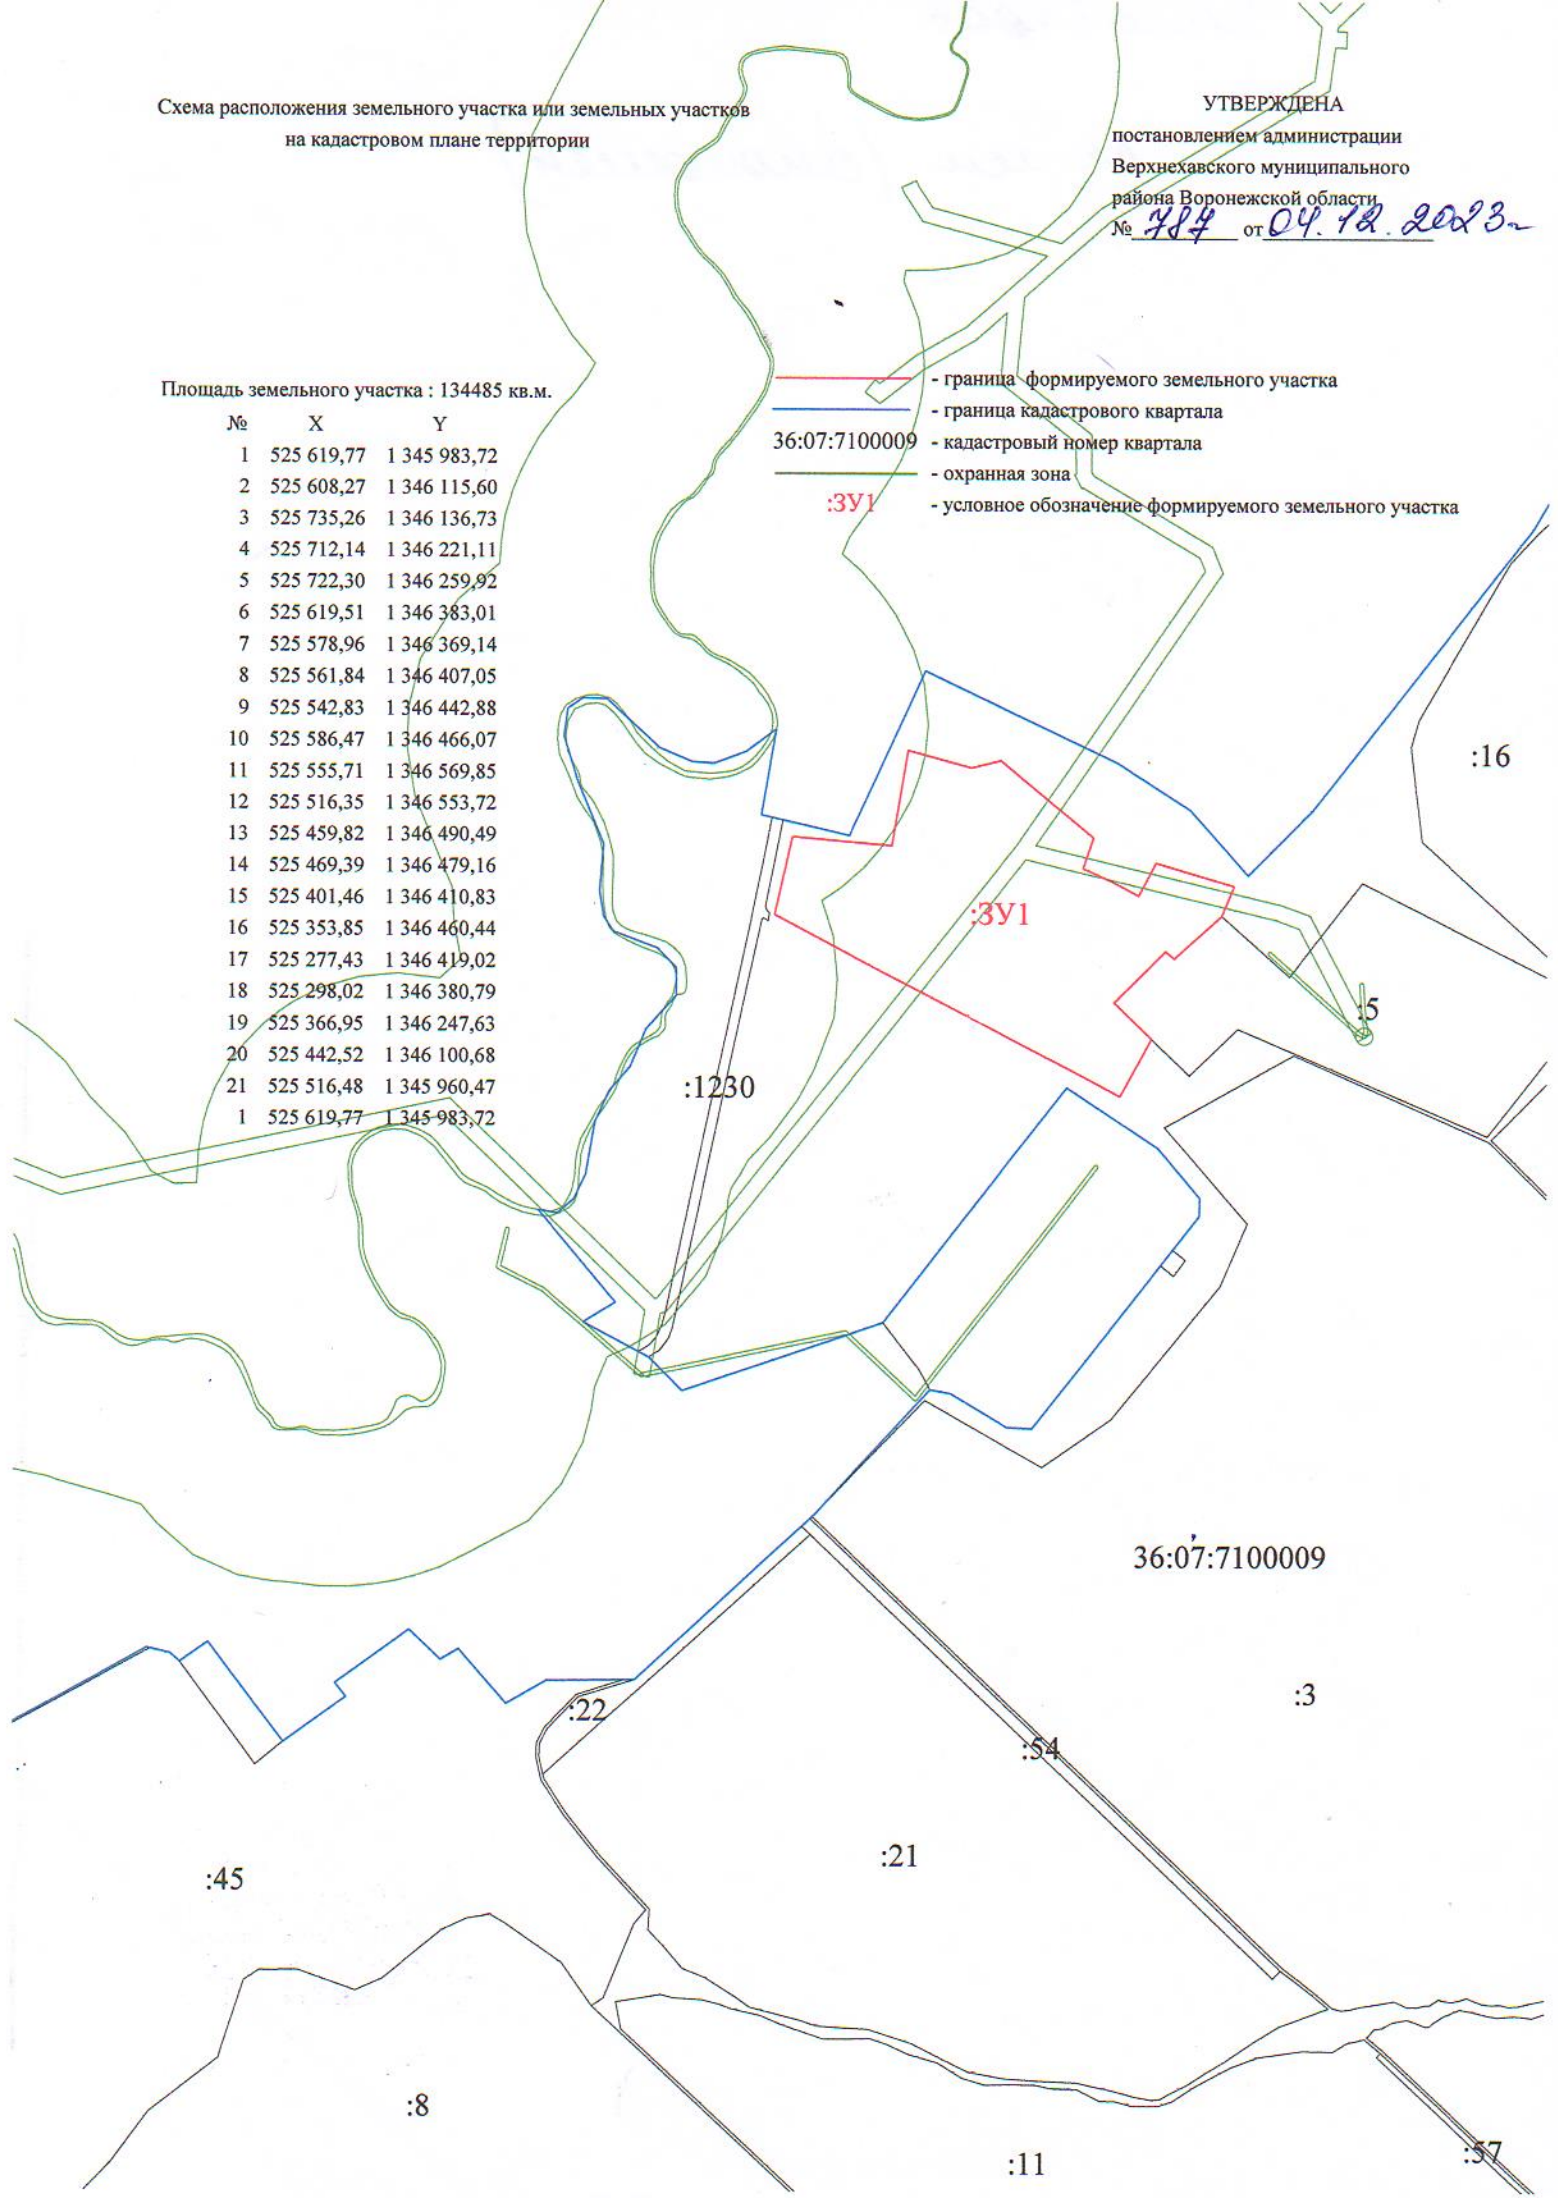 Схема расположения земельного участка или земельных участков
на кадастровом плане территории
УТВЕРЖДЕНА
постановлением администрации
Верхнехавского муниципального
района Воронежской области
№ 787 от 04.12.2023г
Площадь земельного участка : 134485 кв.м.
№ X Y
1 525 619,77 1 345 983,72
2 525 608,27 1 346 115,60
3 525 735,26 1 346 136,73
4 525 712,14 1 346 221,11
5 525 722,30 1 346 259,92
6 525 619,51 1 346 383,01
7 525 578,96 1 346 369,14
8 525 561,84 1 346 407,05
9 525 542,83 1 346 442,88
10 525 586,47 1 346 466,07
11 525 555,71 1 346 569,85
12 525 516,35 1 346 553,72
13 525 459,82 1 346 490,49
14 525 469,39 1 346 479,16
15 525 401,46 1 346 410,83
16 525 353,85 1 346 460,44
17 525 277,43 1 346 419,02
18 525 298,02 1 346 380,79
19 525 366,95 1 346 247,63
20 525 442,52 1 346 100,68
21 525 516,48 1 345 960,47
1 525 619,77 1 345 983,72
- граница формируемого земельного участка
- граница кадастрового квартала
36:07:7100009 - кадастровый номер квартала
- охранная зона
:ЗУ1 - условное обозначение формируемого земельного участка
:16
:ЗУ1
:5
:1230
36:07:7100009
:3
:22
:54
:21
:45
:8
:11
:57